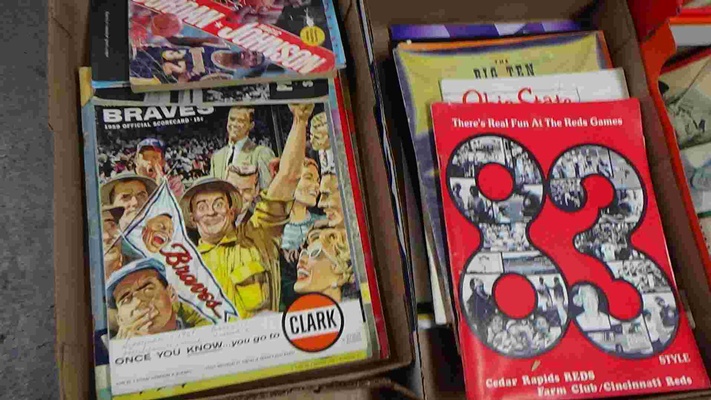 JORDAN • JOHNSON
BRAVES
1959 OFFICIAL SCORECARD • 15¢
Braves
CLARK
ONCE YOU KNOW...you go to
THE
BIG TEN
Ohio State
There's Real Fun At The Reds Games
83
STYLE
Cedar Rapids REDS
Farm Club/Cincinnati Reds